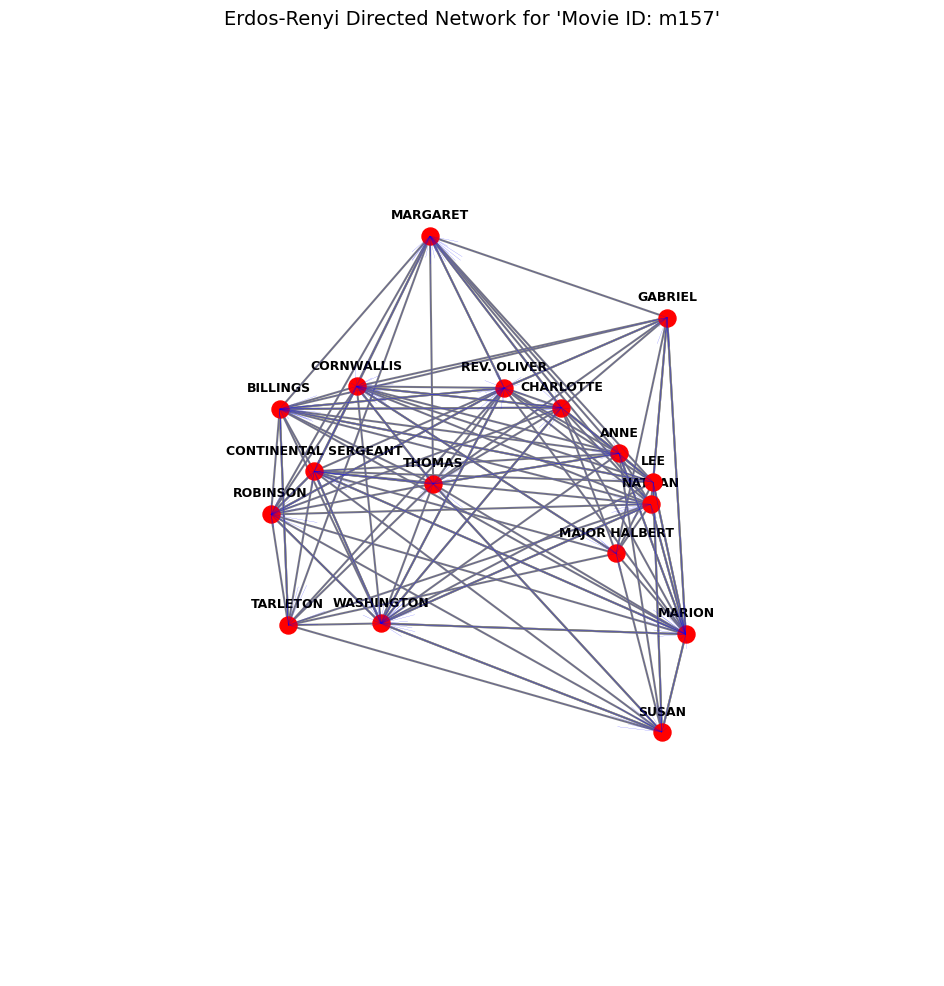 Erdos-Renyi Directed Network for 'Movie ID: m157'
MARGARET
GABRIEL
CORNWALLIS
REV. OLIVER
BILLINGS
CHARLOTTE
ANNE
CONTINENTAL SERGEANT
THOMAS
LEE
NATHAN
ROBINSON
MAJOR HALBERT
TARLETON
WASHINGTON
MARION
SUSAN